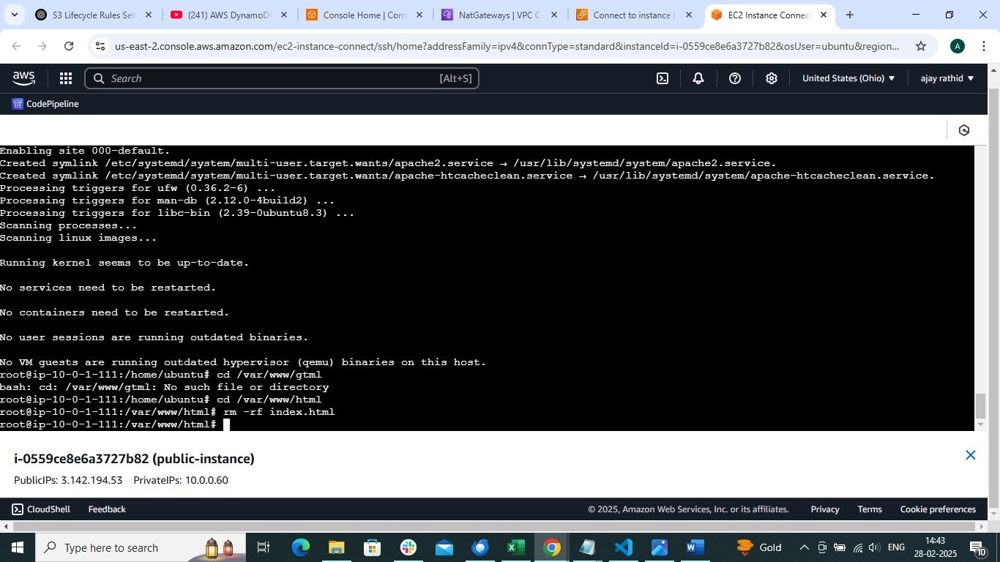 S3 Lifecycle Rules Set
(241) AWS DynamoD
Console Home | Cons
NatGateways | VPC C
Connect to instance |
EC2 Instance Connect
us-east-2.console.aws.amazon.com/ec2-instance-connect/ssh/home?addressFamily=ipv4&connType=standard&instanceId=i-0559ce8e6a3727b82&osUser=ubuntu&region...
A
aws
Search
[Alt+S]
United States (Ohio)
ajay rathid
CodePipeline
Enabling site 000-default.
Created symlink /etc/systemd/system/multi-user.target.wants/apache2.service → /usr/lib/systemd/system/apache2.service.
Created symlink /etc/systemd/system/multi-user.target.wants/apache-htcacheclean.service → /usr/lib/systemd/system/apache-htcacheclean.service.
Processing triggers for ufw (0.36.2-6) ...
Processing triggers for man-db (2.12.0-4build2) ...
Processing triggers for libc-bin (2.39-0ubuntu8.3) ...
Scanning processes...
Scanning linux images...
Running kernel seems to be up-to-date.
No services need to be restarted.
No containers need to be restarted.
No user sessions are running outdated binaries.
No VM guests are running outdated hypervisor (qemu) binaries on this host.
root@ip-10-0-1-111:/home/ubuntu# cd /var/www/gtml
bash: cd: /var/www/gtml: No such file or directory
root@ip-10-0-1-111:/home/ubuntu# cd /var/www/html
root@ip-10-0-1-111:/var/www/html# rm -rf index.html
root@ip-10-0-1-111:/var/www/html#
i-0559ce8e6a3727b82 (public-instance)
PublicIPs: 3.142.194.53 PrivateIPs: 10.0.0.60
CloudShell
Feedback
© 2025, Amazon Web Services, Inc. or its affiliates.
Privacy
Terms
Cookie preferences
Type here to search
Gold
ENG
14:43
28-02-2025
10